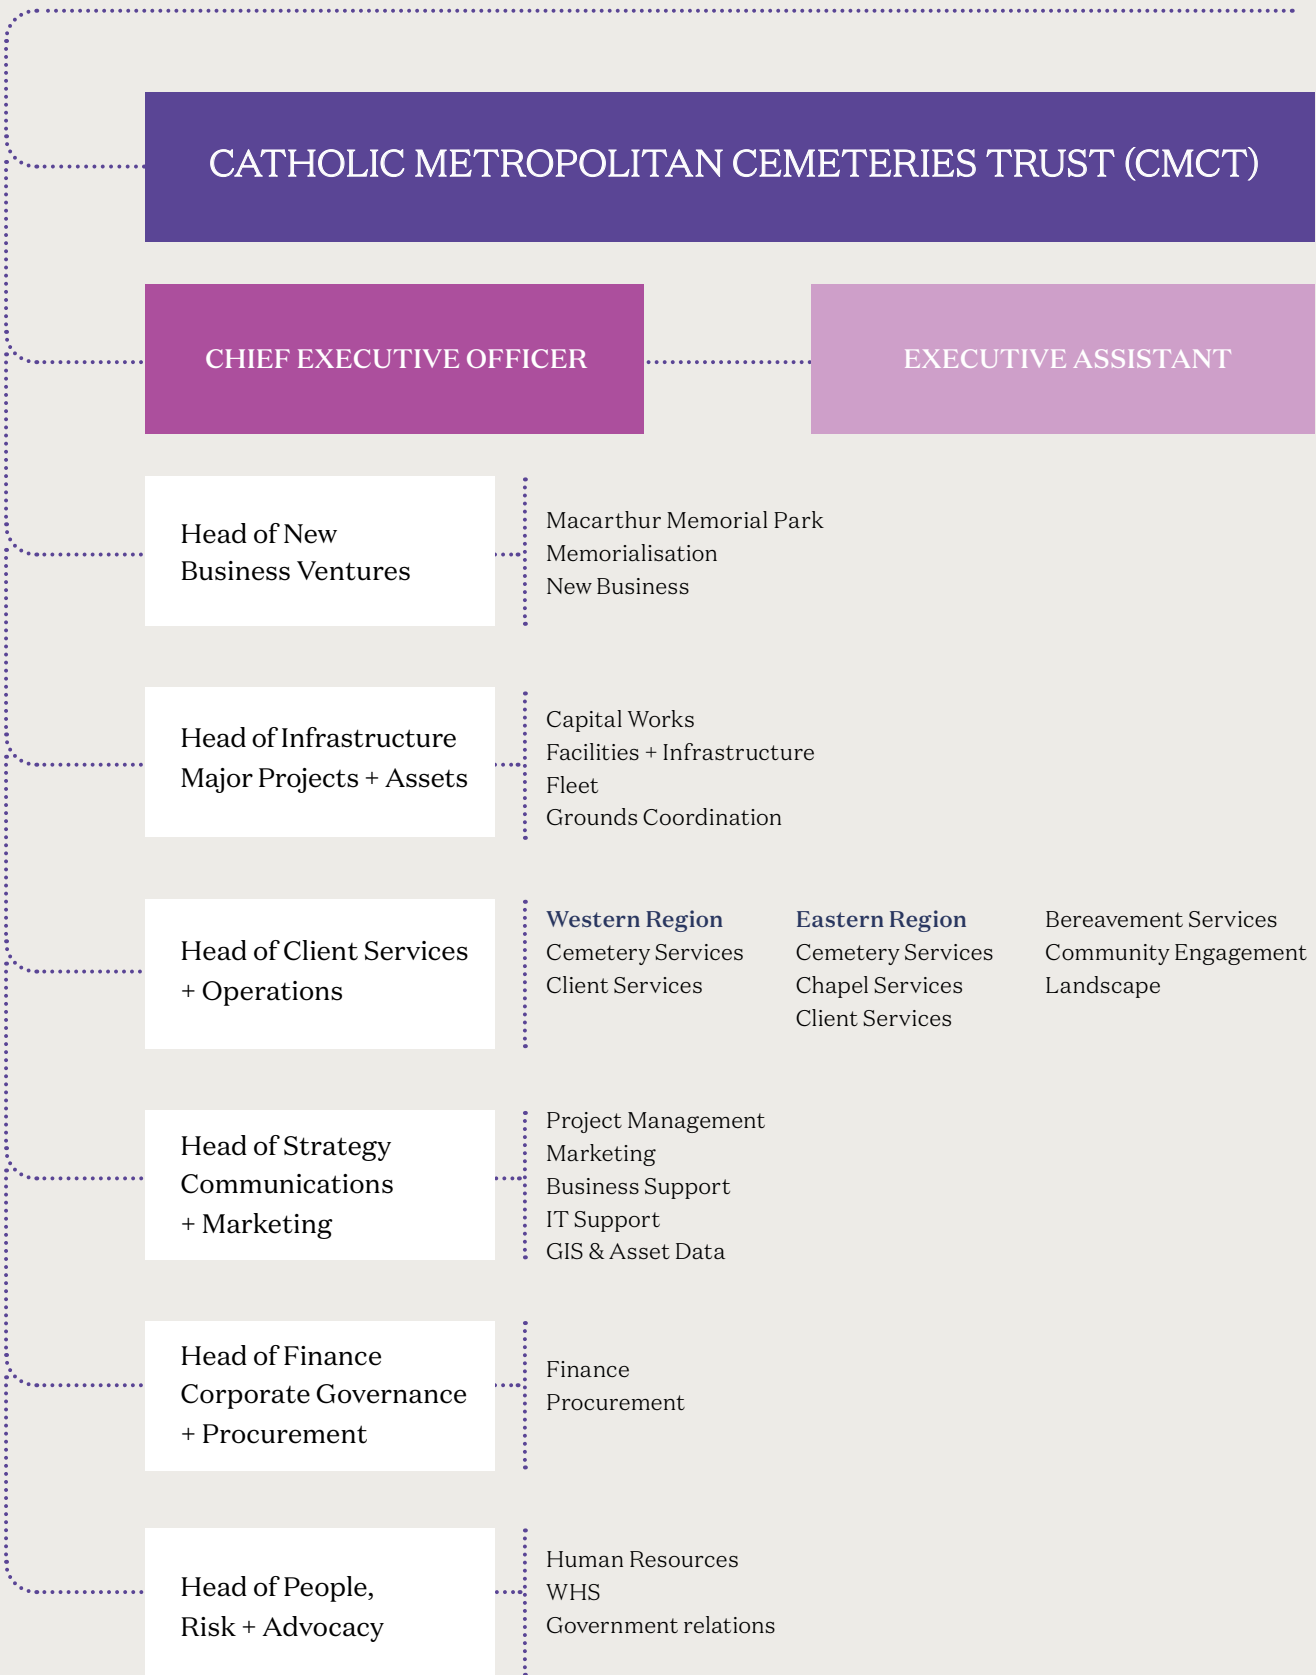 CATHOLIC METROPOLITAN CEMETERIES TRUST (CMCT)
CHIEF EXECUTIVE OFFICER
EXECUTIVE ASSISTANT
Head of New
Business Ventures
Macarthur Memorial Park
Memorialisation
New Business
Head of Infrastructure
Major Projects + Assets
Capital Works
Facilities + Infrastructure
Fleet
Grounds Coordination
Head of Client Services
+ Operations
Western Region
Cemetery Services
Client Services
Eastern Region
Cemetery Services
Chapel Services
Client Services
Bereavement Services
Community Engagement
Landscape
Head of Strategy
Communications
+ Marketing
Project Management
Marketing
Business Support
IT Support
GIS & Asset Data
Head of Finance
Corporate Governance
+ Procurement
Finance
Procurement
Head of People,
Risk + Advocacy
Human Resources
WHS
Government relations